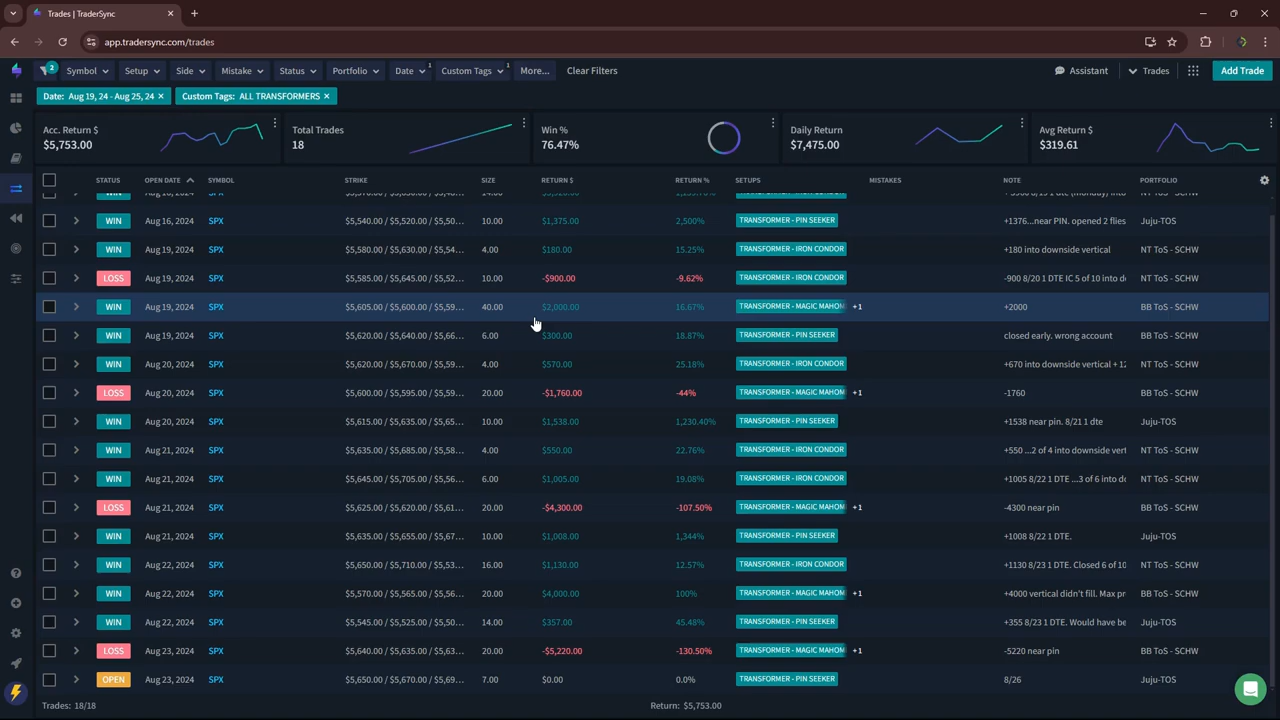 Trades | TraderSync
app.tradersync.com/trades
2 Symbol Setup Side Mistake Status Portfolio Date 1 Custom Tags 1 More... Clear Filters Assistant Trades Add Trade
Date: Aug 19, 24 - Aug 25, 24 × Custom Tags: ALL TRANSFORMERS ×
Acc. Return $ Total Trades Win % Daily Return Avg Return $
$5,753.00 18 76.47% $7,475.00 $319.61
STATUS OPEN DATE SYMBOL STRIKE SIZE RETURN $ RETURN % SETUPS MISTAKES NOTE PORTFOLIO
WIN SPX TRANSFORMER - IRON CONDOR NT ToS - SCHW
WIN Aug 16, 2024 SPX $5,540.00 / $5,520.00 / $5,50... 10.00 $1,375.00 2,500% TRANSFORMER - PIN SEEKER +1376...near PIN. opened 2 flies Juju-TOS
WIN Aug 19, 2024 SPX $5,580.00 / $5,630.00 / $5,54... 4.00 $180.00 15.25% TRANSFORMER - IRON CONDOR +180 into downside vertical NT ToS - SCHW
LOSS Aug 19, 2024 SPX $5,585.00 / $5,645.00 / $5,52... 10.00 -$900.00 -9.62% TRANSFORMER - IRON CONDOR -900 8/20 1 DTE IC 5 of 10 into do NT ToS - SCHW
WIN Aug 19, 2024 SPX $5,605.00 / $5,600.00 / $5,59... 40.00 $2,000.00 16.67% TRANSFORMER - MAGIC MAHOM +1 +2000 BB ToS - SCHW
WIN Aug 19, 2024 SPX $5,620.00 / $5,640.00 / $5,66... 6.00 $300.00 18.87% TRANSFORMER - PIN SEEKER closed early. wrong account BB ToS - SCHW
WIN Aug 20, 2024 SPX $5,620.00 / $5,670.00 / $5,57... 4.00 $570.00 25.18% TRANSFORMER - IRON CONDOR +670 into downside vertical + 12 NT ToS - SCHW
LOSS Aug 20, 2024 SPX $5,600.00 / $5,595.00 / $5,59... 20.00 -$1,760.00 -44% TRANSFORMER - MAGIC MAHOM +1 -1760 BB ToS - SCHW
WIN Aug 20, 2024 SPX $5,615.00 / $5,635.00 / $5,65... 10.00 $1,538.00 1,230.40% TRANSFORMER - PIN SEEKER +1538 near pin. 8/21 1 dte Juju-TOS
WIN Aug 21, 2024 SPX $5,635.00 / $5,685.00 / $5,58... 4.00 $550.00 22.76% TRANSFORMER - IRON CONDOR +550 ...2 of 4 into downside vert NT ToS - SCHW
WIN Aug 21, 2024 SPX $5,645.00 / $5,705.00 / $5,56... 6.00 $1,005.00 19.08% TRANSFORMER - IRON CONDOR +1005 8/22 1 DTE ...3 of 6 into do NT ToS - SCHW
LOSS Aug 21, 2024 SPX $5,625.00 / $5,620.00 / $5,61... 20.00 -$4,300.00 -107.50% TRANSFORMER - MAGIC MAHOM +1 -4300 near pin BB ToS - SCHW
WIN Aug 21, 2024 SPX $5,635.00 / $5,655.00 / $5,67... 10.00 $1,008.00 1,344% TRANSFORMER - PIN SEEKER +1008 8/22 1 DTE. Juju-TOS
WIN Aug 22, 2024 SPX $5,650.00 / $5,710.00 / $5,53... 16.00 $1,130.00 12.57% TRANSFORMER - IRON CONDOR +1130 8/23 1 DTE. Closed 6 of 10 NT ToS - SCHW
WIN Aug 22, 2024 SPX $5,570.00 / $5,565.00 / $5,56... 20.00 $4,000.00 100% TRANSFORMER - MAGIC MAHOM +1 +4000 vertical didn't fill. Max pr BB ToS - SCHW
WIN Aug 22, 2024 SPX $5,545.00 / $5,525.00 / $5,50... 14.00 $357.00 45.48% TRANSFORMER - PIN SEEKER +355 8/23 1 DTE. Would have be Juju-TOS
LOSS Aug 22, 2024 SPX $5,640.00 / $5,635.00 / $5,63... 20.00 -$5,220.00 -130.50% TRANSFORMER - MAGIC MAHOM +1 -5220 near pin BB ToS - SCHW
OPEN Aug 23, 2024 SPX $5,650.00 / $5,670.00 / $5,69... 7.00 $0.00 0.0% TRANSFORMER - PIN SEEKER 8/26 Juju-TOS
Trades: 18/18 Return: $5,753.00